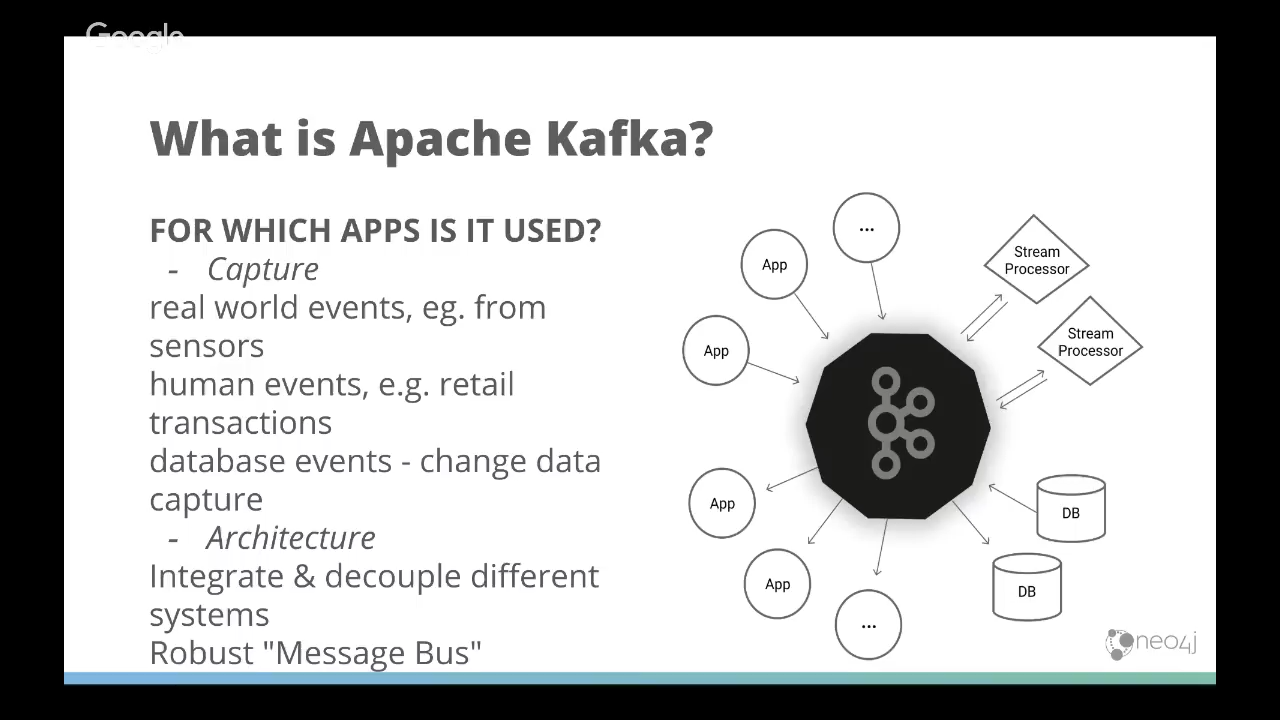 Google
What is Apache Kafka?
FOR WHICH APPS IS IT USED?
- Capture
real world events, eg. from
sensors
human events, e.g. retail
transactions
database events - change data
capture
- Architecture
Integrate & decouple different
systems
Robust "Message Bus"
...
App
App
Stream
Processor
Stream
Processor
App
App
...
DB
DB
neo4j